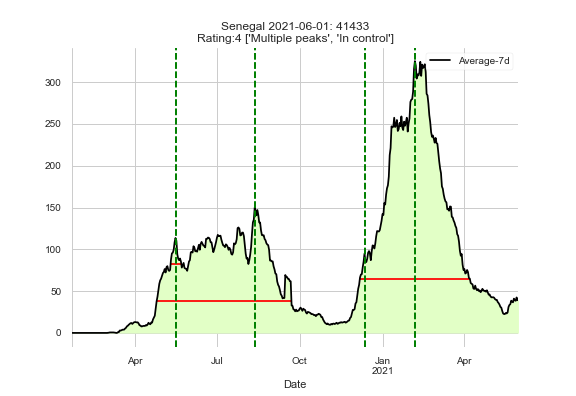 Senegal 2021-06-01: 41433
Rating:4 ['Multiple peaks', 'In control']
Average-7d
300
250
200
150
100
50
0
Apr Jul Oct Jan Apr
2021
Date